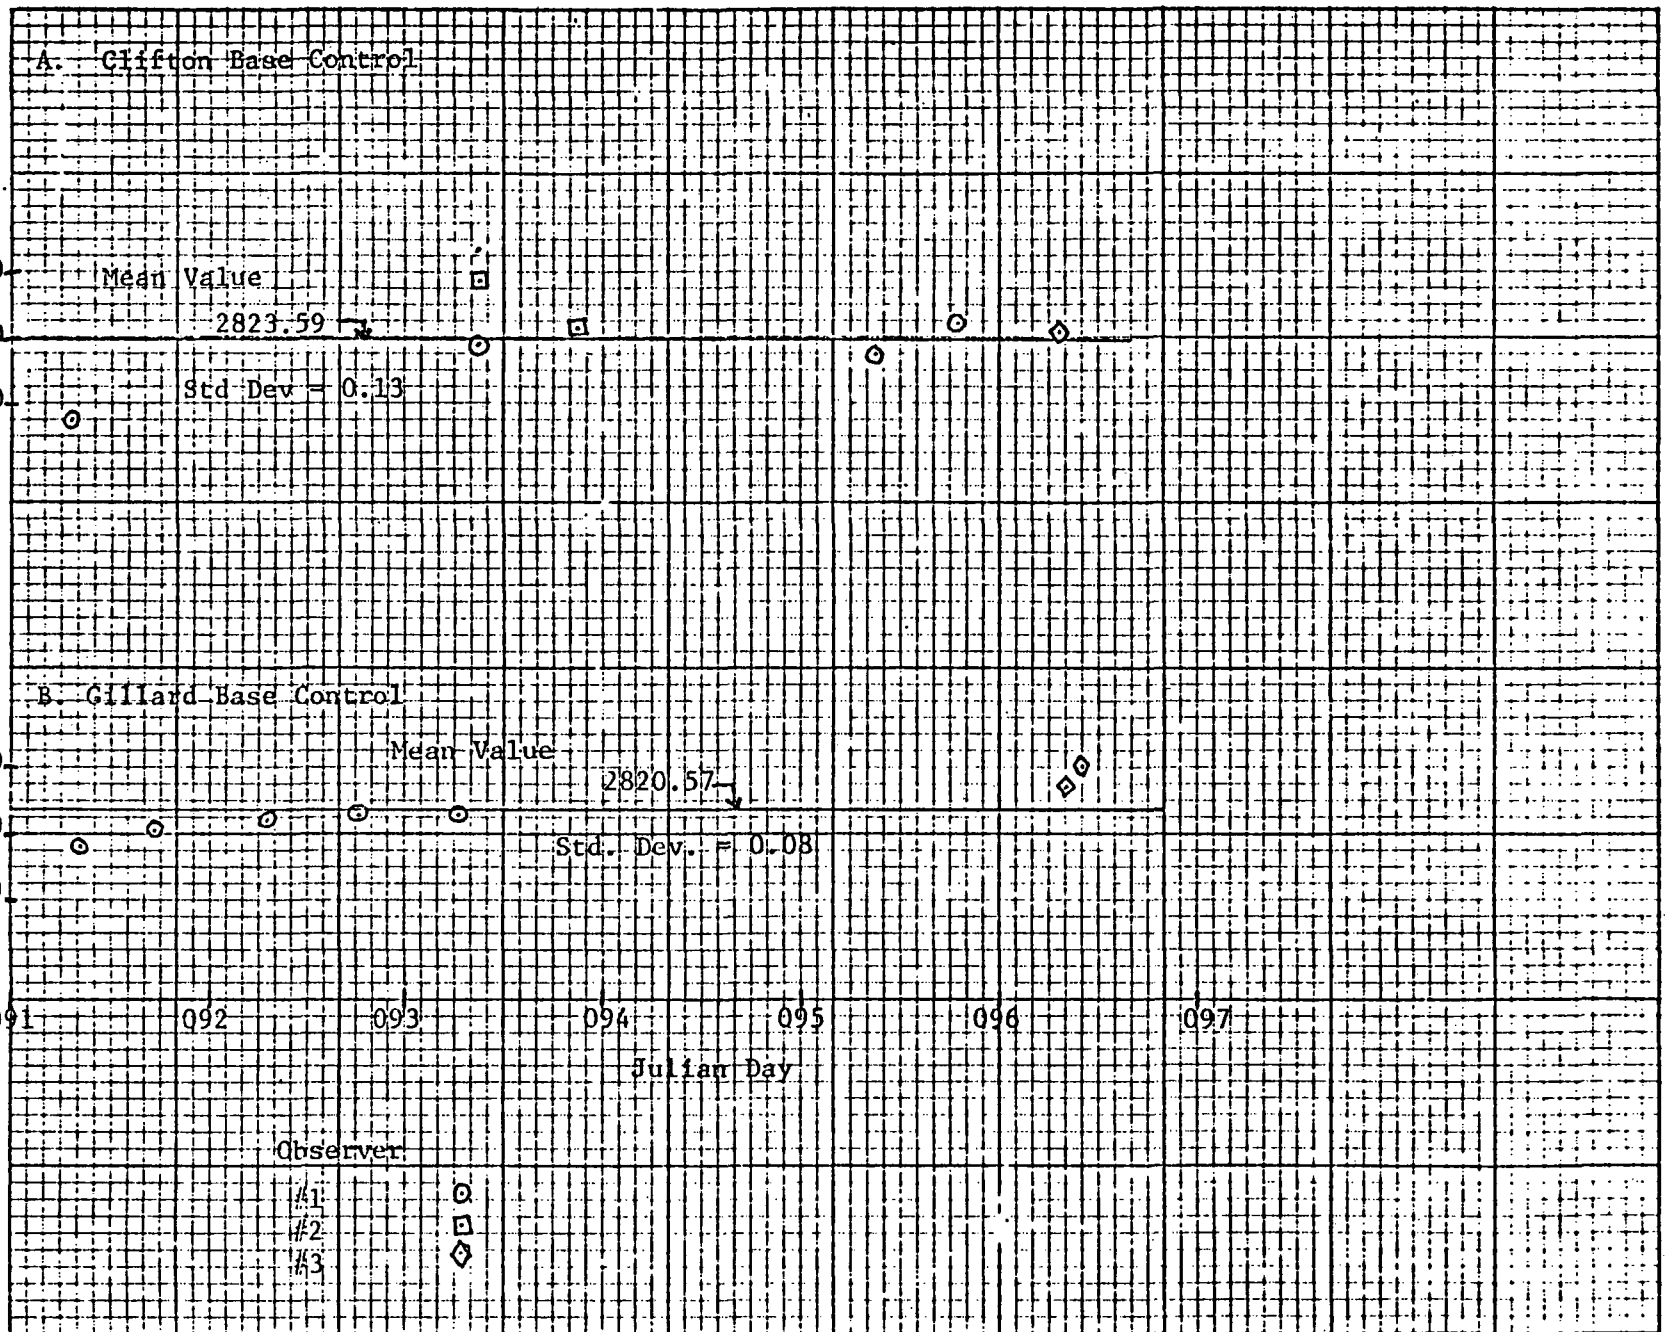 A. Clifton Base Control
Mean Value
2823.59
Std Dev = 0.13
B. Gillard Base Control
Mean Value
2820.57
Std. Dev. = 0.08
092 093 094 095 096 097
Julian Day
Observer
#1
#2
#3